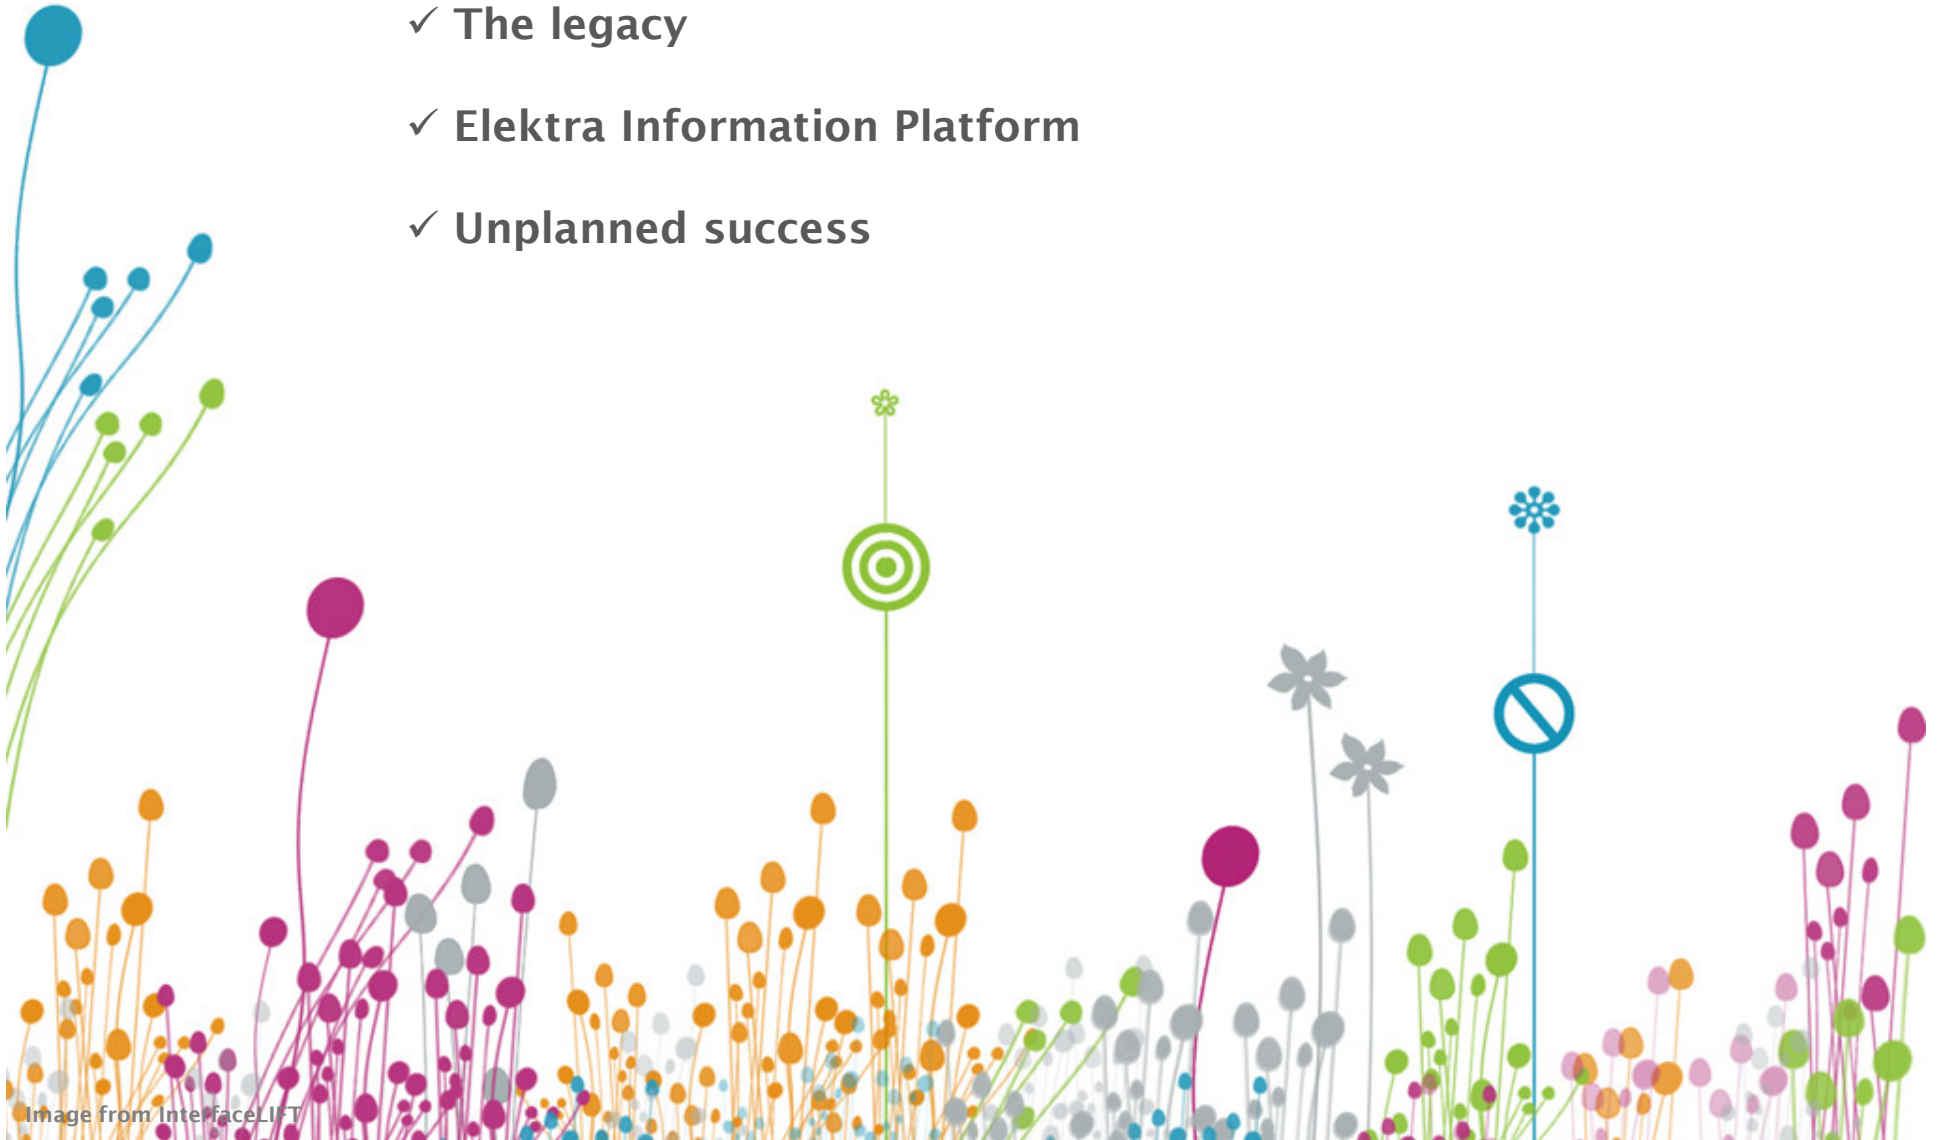 ✓ The legacy
✓ Elektra Information Platform
✓ Unplanned success
Image from InterfaceLIFT